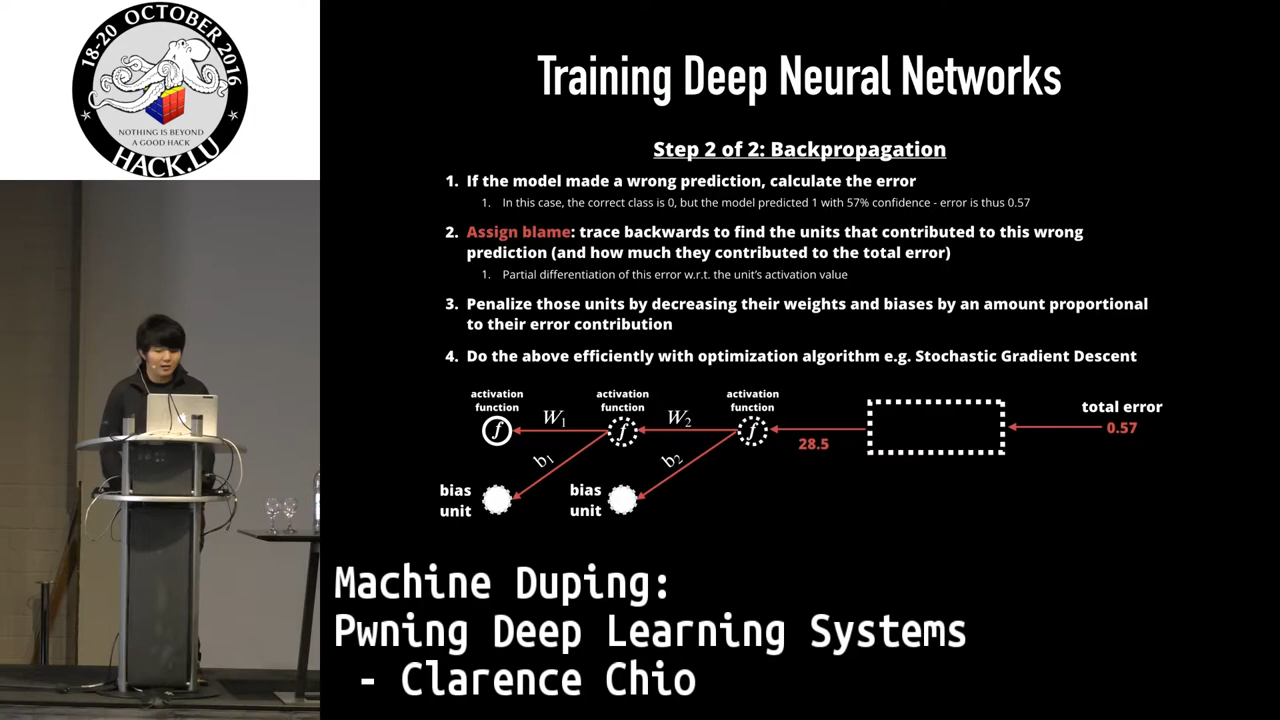 18-20 OCTOBER 2016
NOTHING IS BEYOND
A GOOD HACK
HACK.LU
Training Deep Neural Networks
Step 2 of 2: Backpropagation
1. If the model made a wrong prediction, calculate the error
1. In this case, the correct class is 0, but the model predicted 1 with 57% confidence - error is thus 0.57
2. Assign blame: trace backwards to find the units that contributed to this wrong
prediction (and how much they contributed to the total error)
1. Partial differentiation of this error w.r.t. the unit's activation value
3. Penalize those units by decreasing their weights and biases by an amount proportional
to their error contribution
4. Do the above efficiently with optimization algorithm e.g. Stochastic Gradient Descent
activation
function
activation
function
activation
function
total error
f W₁ f W₂ f 28.5 0.57
b₁ b₂
bias
unit
bias
unit
Machine Duping:
Pwning Deep Learning Systems
- Clarence Chio